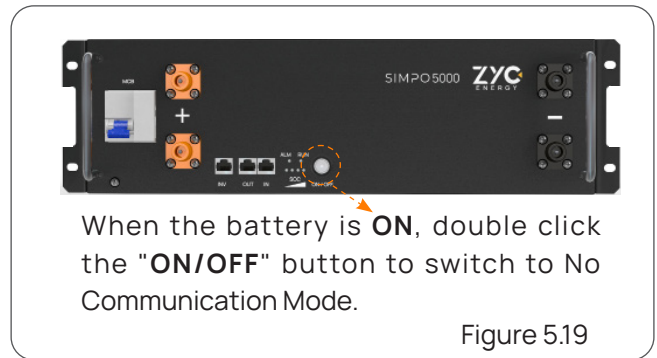 MCB
SIMPO5000 ZYC
ENERGY
+
−
ALM RUN
INV OUT IN SOC ON/OFF
When the battery is ON, double click
the "ON/OFF" button to switch to No
Communication Mode.
Figure 5.19